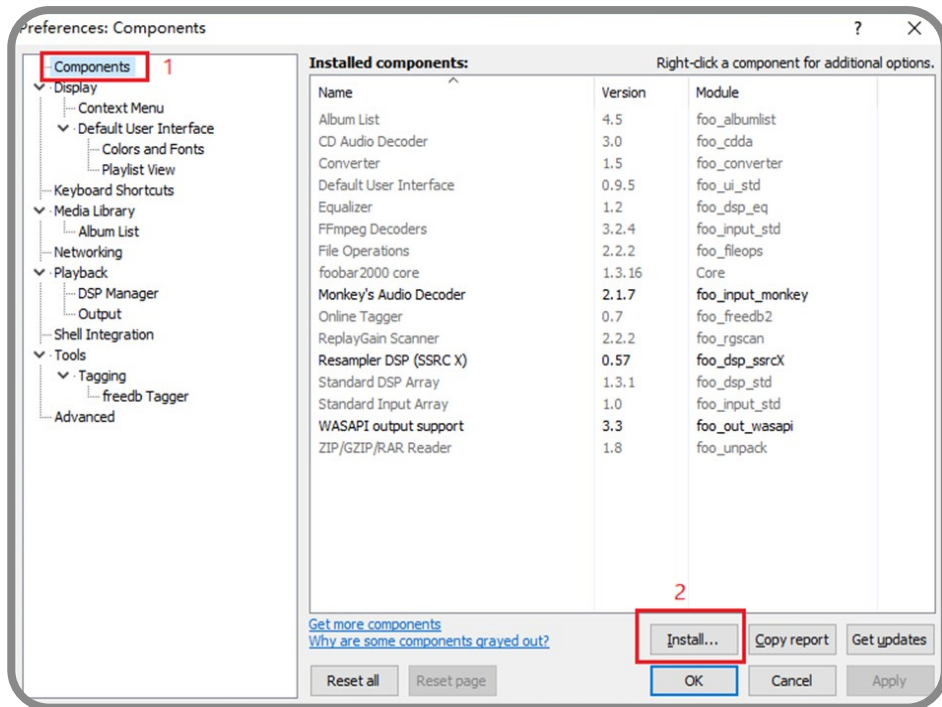 Preferences: Components ?
Components 1
Display
Context Menu
Default User Interface
Colors and Fonts
Playlist View
Keyboard Shortcuts
Media Library
Album List
Networking
Playback
DSP Manager
Output
Shell Integration
Tools
Tagging
freedb Tagger
Advanced
Installed components: Right-click a component for additional options.
Name Version Module
Album List 4.5 foo_albumlist
CD Audio Decoder 3.0 foo_cdda
Converter 1.5 foo_converter
Default User Interface 0.9.5 foo_ui_std
Equalizer 1.2 foo_dsp_eq
FFmpeg Decoders 3.2.4 foo_input_std
File Operations 2.2.2 foo_fileops
foobar2000 core 1.3.16 Core
Monkey's Audio Decoder 2.1.7 foo_input_monkey
Online Tagger 0.7 foo_freedb2
ReplayGain Scanner 2.2.2 foo_rgscan
Resampler DSP (SSRC X) 0.57 foo_dsp_ssrcX
Standard DSP Array 1.3.1 foo_dsp_std
Standard Input Array 1.0 foo_input_std
WASAPI output support 3.3 foo_out_wasapi
ZIP/GZIP/RAR Reader 1.8 foo_unpack
2
Get more components
Why are some components grayed out?
Install... Copy report Get updates
Reset all Reset page OK Cancel Apply